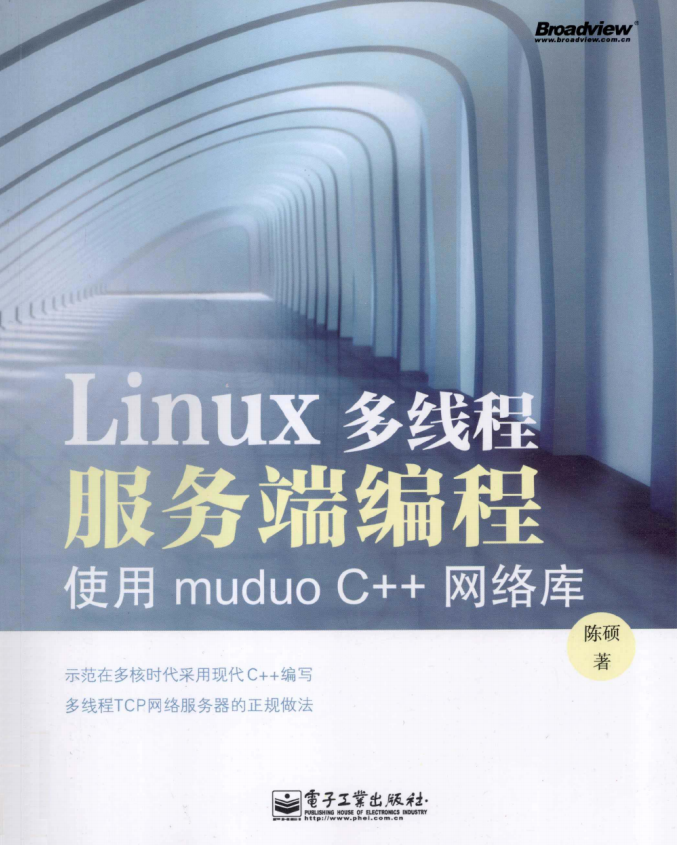 Broadview®
www.broadview.com.cn
Linux 多线程
服务端编程
使用 muduo C++ 网络库
陈硕
著
示范在多核时代采用现代C++编写
多线程TCP网络服务器的正规做法
電子工業出版社·
PUBLISHING HOUSE OF ELECTRONICS INDUSTRY
http://www.phei.com.cn